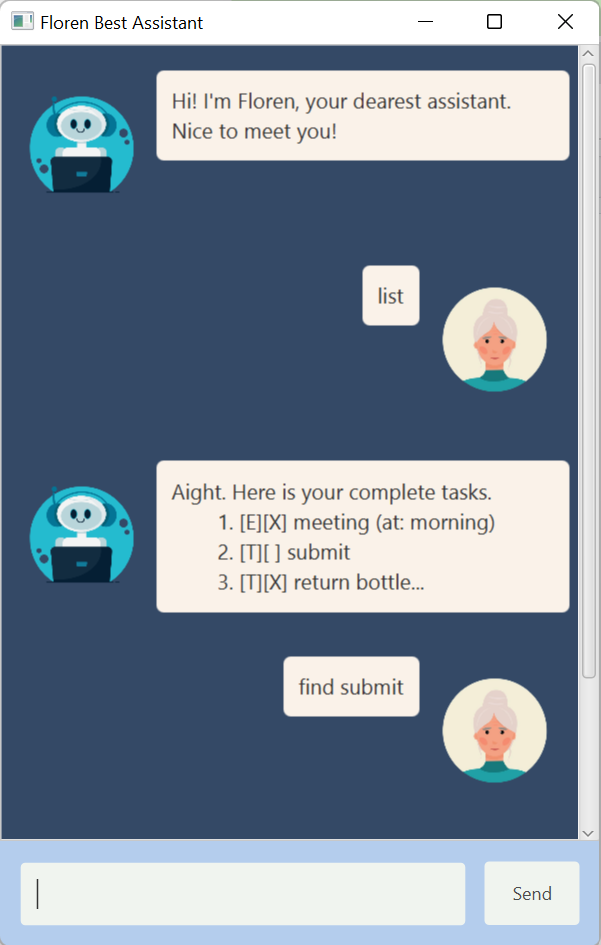 Floren Best Assistant
Hi! I'm Floren, your dearest assistant.
Nice to meet you!
list
Aight. Here is your complete tasks.
1. [E][X] meeting (at: morning)
2. [T][ ] submit
3. [T][X] return bottle...
find submit
Send